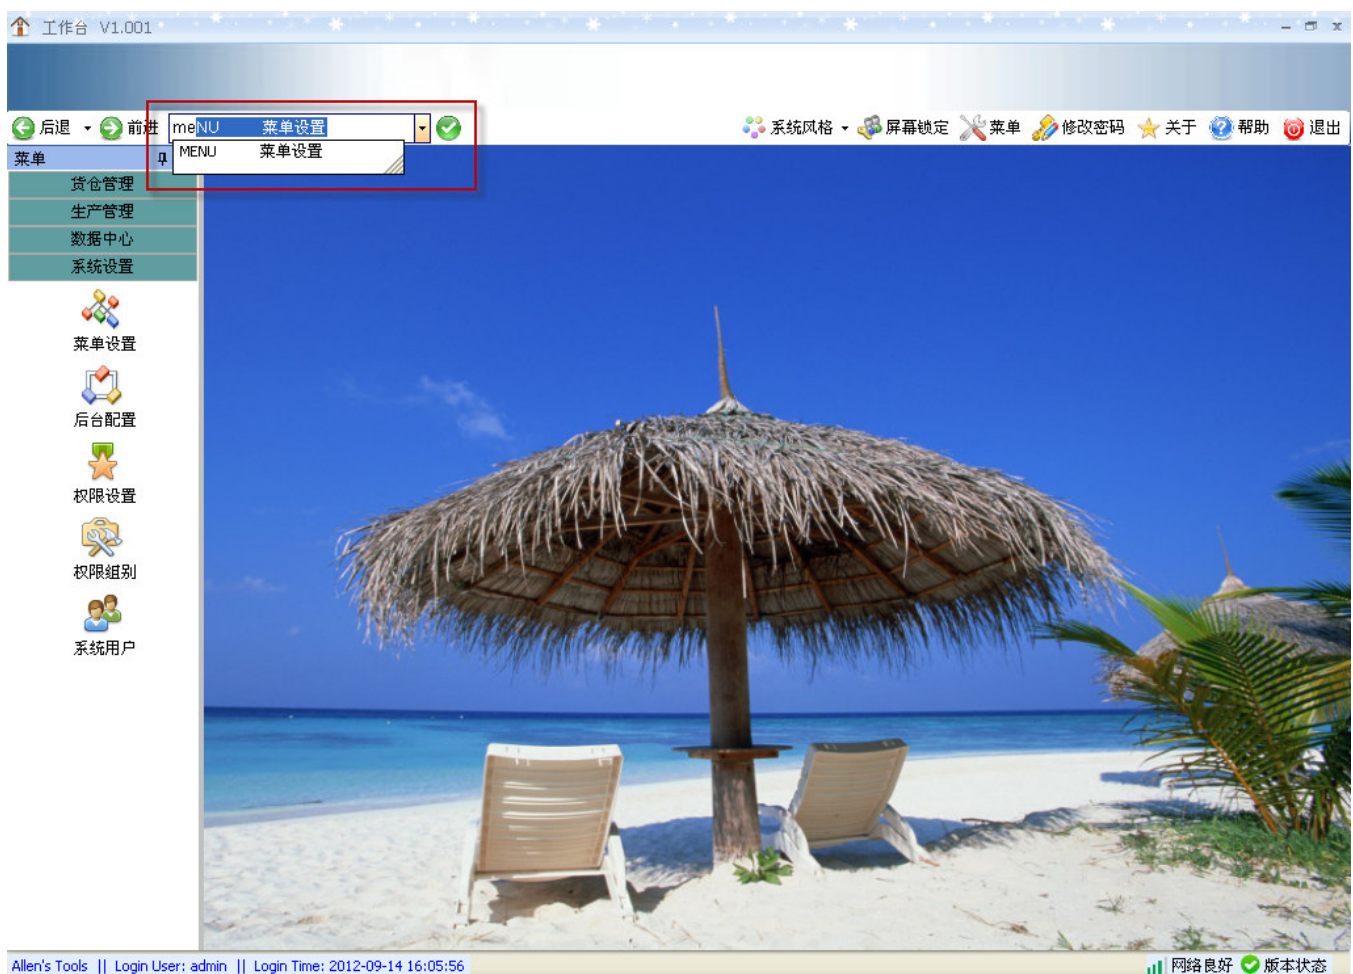 工作台 V1.001
后退 前进 meNU 菜单设置 系统风格 屏幕锁定 菜单 修改密码 关于 帮助 退出
MENU 菜单设置
菜单
货仓管理
生产管理
数据中心
系统设置
菜单设置
后台配置
权限设置
权限组别
系统用户
Allen's Tools || Login User: admin || Login Time: 2012-09-14 16:05:56 网络良好 版本状态